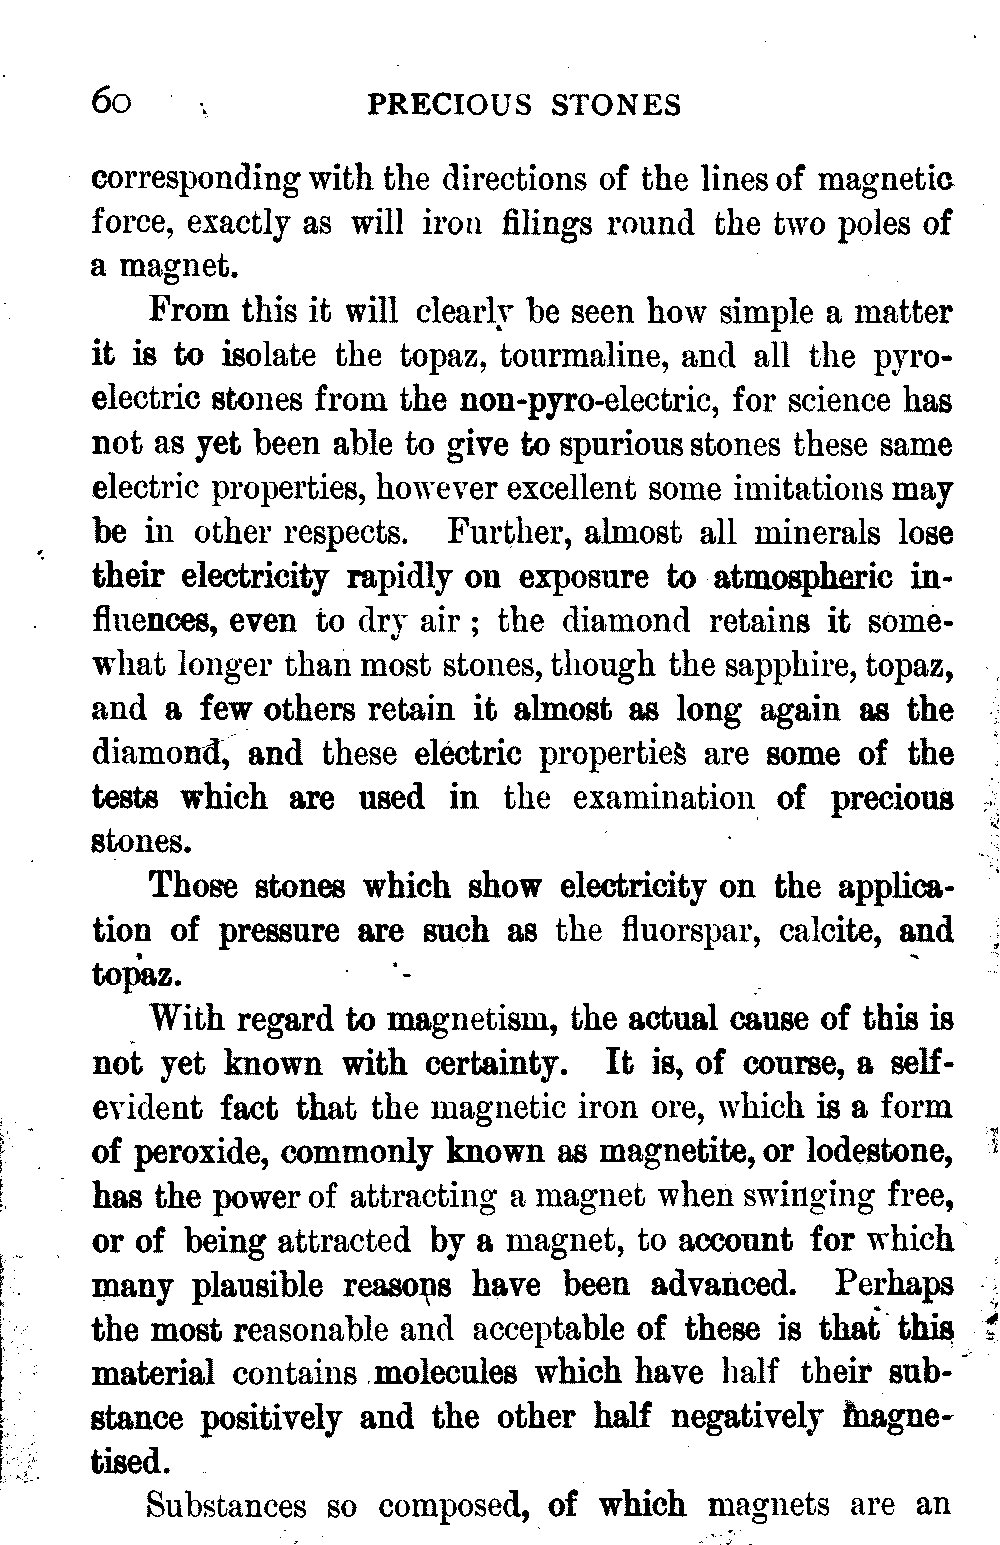 60 PRECIOUS STONES
corresponding with the directions of the lines of magnetic
force, exactly as will iron filings round the two poles of
a magnet.
From this it will clearly be seen how simple a matter
it is to isolate the topaz, tourmaline, and all the pyro-
electric stones from the non-pyro-electric, for science has
not as yet been able to give to spurious stones these same
electric properties, however excellent some imitations may
be in other respects. Further, almost all minerals lose
their electricity rapidly on exposure to atmospheric in-
fluences, even to dry air ; the diamond retains it some-
what longer than most stones, though the sapphire, topaz,
and a few others retain it almost as long again as the
diamond, and these electric properties are some of the
tests which are used in the examination of precious
stones.
Those stones which show electricity on the applica-
tion of pressure are such as the fluorspar, calcite, and
topaz.
With regard to magnetism, the actual cause of this is
not yet known with certainty. It is, of course, a self-
evident fact that the magnetic iron ore, which is a form
of peroxide, commonly known as magnetite, or lodestone,
has the power of attracting a magnet when swinging free,
or of being attracted by a magnet, to account for which
many plausible reasons have been advanced. Perhaps
the most reasonable and acceptable of these is that this
material contains molecules which have half their sub-
stance positively and the other half negatively magne-
tised.
Substances so composed, of which magnets are an